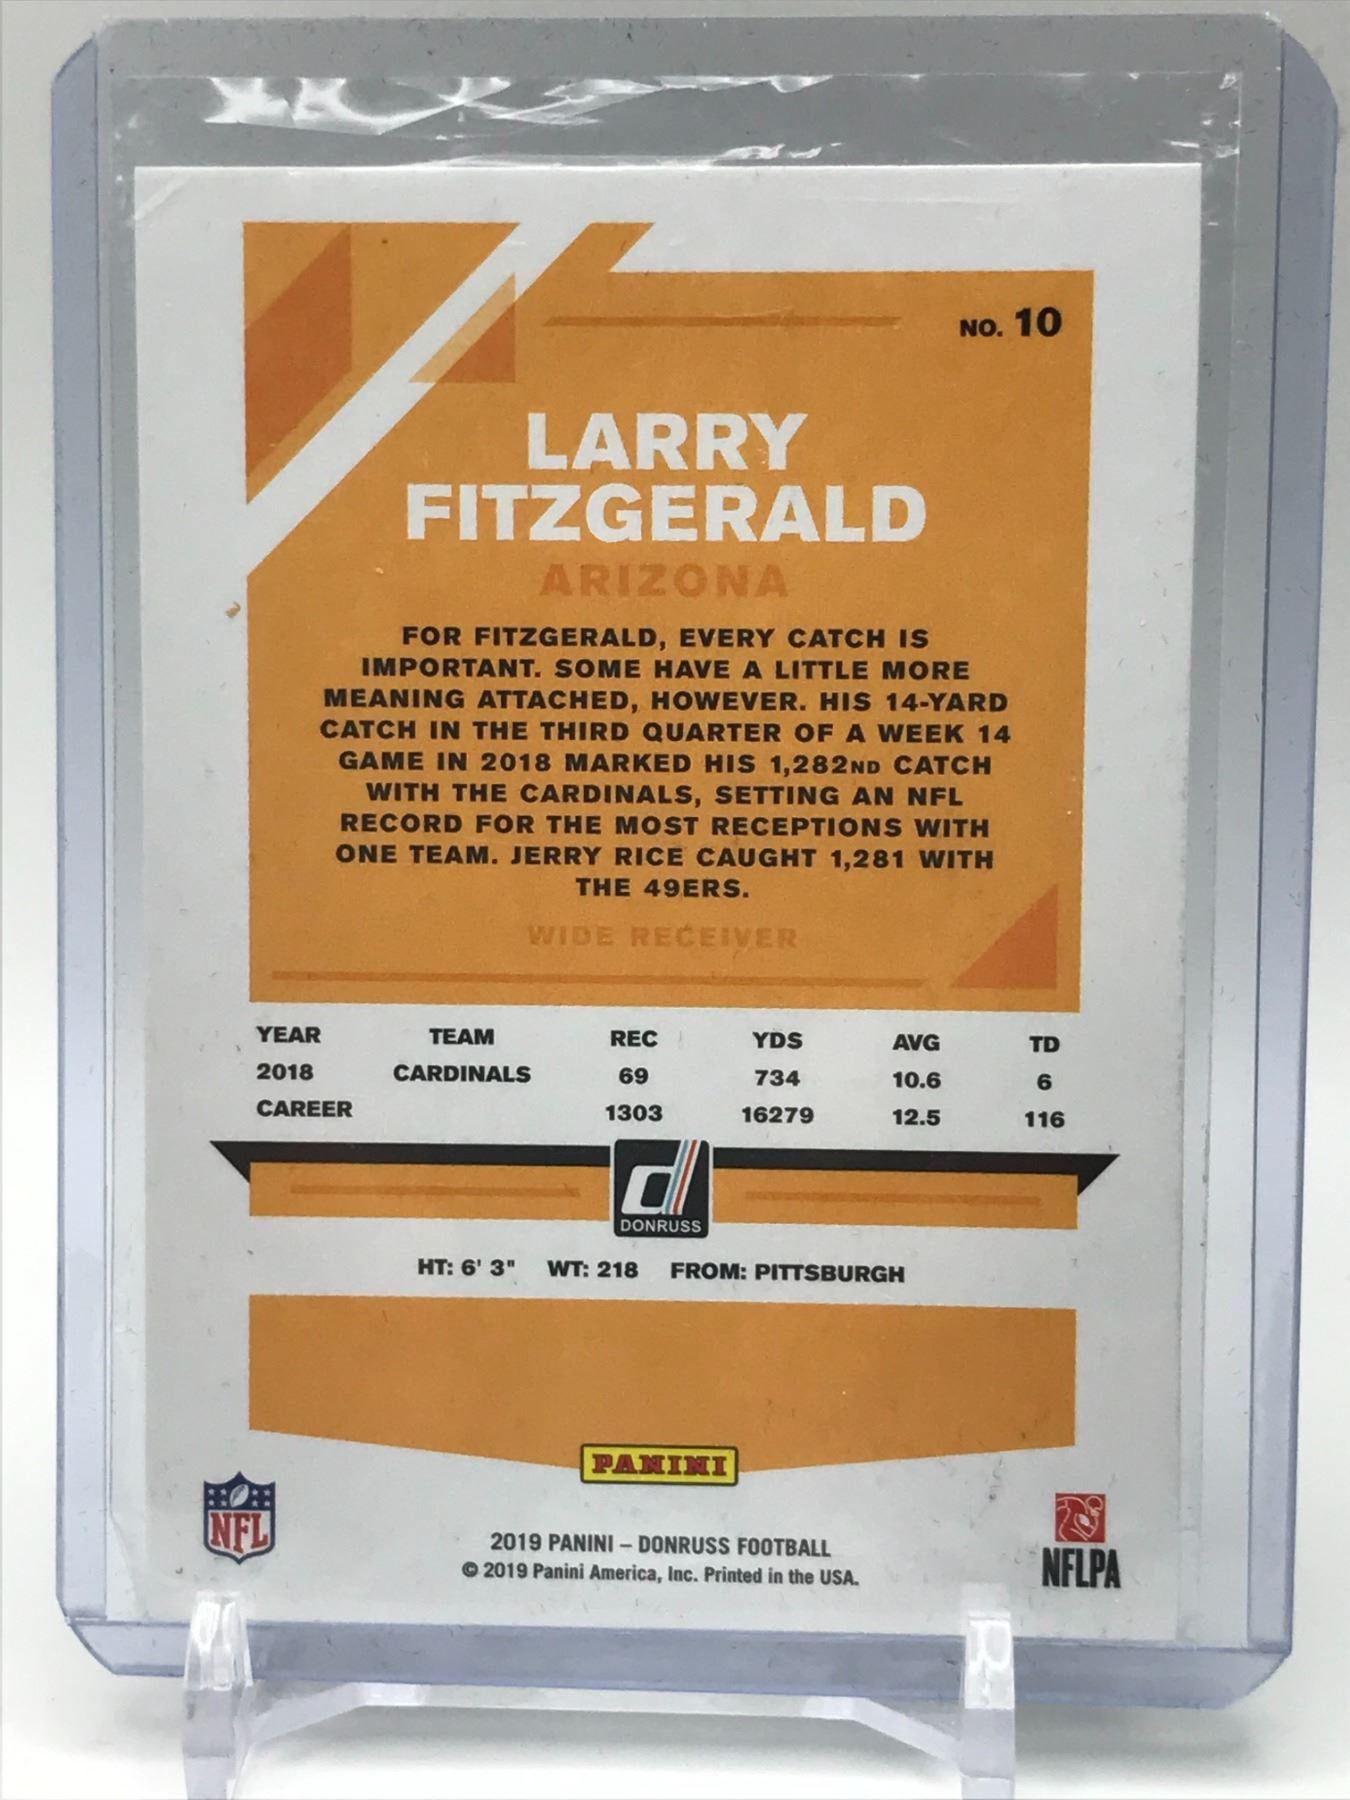 NO. 10
LARRY
FITZGERALD
ARIZONA
FOR FITZGERALD, EVERY CATCH IS
IMPORTANT. SOME HAVE A LITTLE MORE
MEANING ATTACHED, HOWEVER. HIS 14-YARD
CATCH IN THE THIRD QUARTER OF A WEEK 14
GAME IN 2018 MARKED HIS 1,282ND CATCH
WITH THE CARDINALS, SETTING AN NFL
RECORD FOR THE MOST RECEPTIONS WITH
ONE TEAM. JERRY RICE CAUGHT 1,281 WITH
THE 49ERS.
WIDE RECEIVER
YEAR TEAM REC YDS AVG TD
2018 CARDINALS 69 734 10.6 6
CAREER 1303 16279 12.5 116
d
DONRUSS
HT: 6' 3" WT: 218 FROM: PITTSBURGH
PANINI
NFL
2019 PANINI – DONRUSS FOOTBALL
© 2019 Panini America, Inc. Printed in the USA.
NFLPA